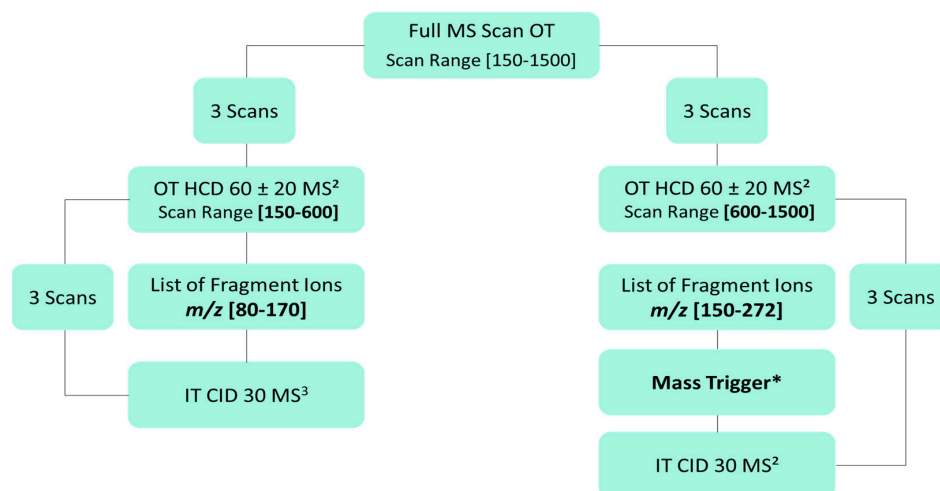 Full MS Scan OT
Scan Range [150-1500]
3 Scans
3 Scans
OT HCD 60 ± 20 MS²
Scan Range [150-600]
OT HCD 60 ± 20 MS²
Scan Range [600-1500]
3 Scans
List of Fragment Ions
m/z [80-170]
List of Fragment Ions
m/z [150-272]
3 Scans
IT CID 30 MS³
Mass Trigger*
IT CID 30 MS²